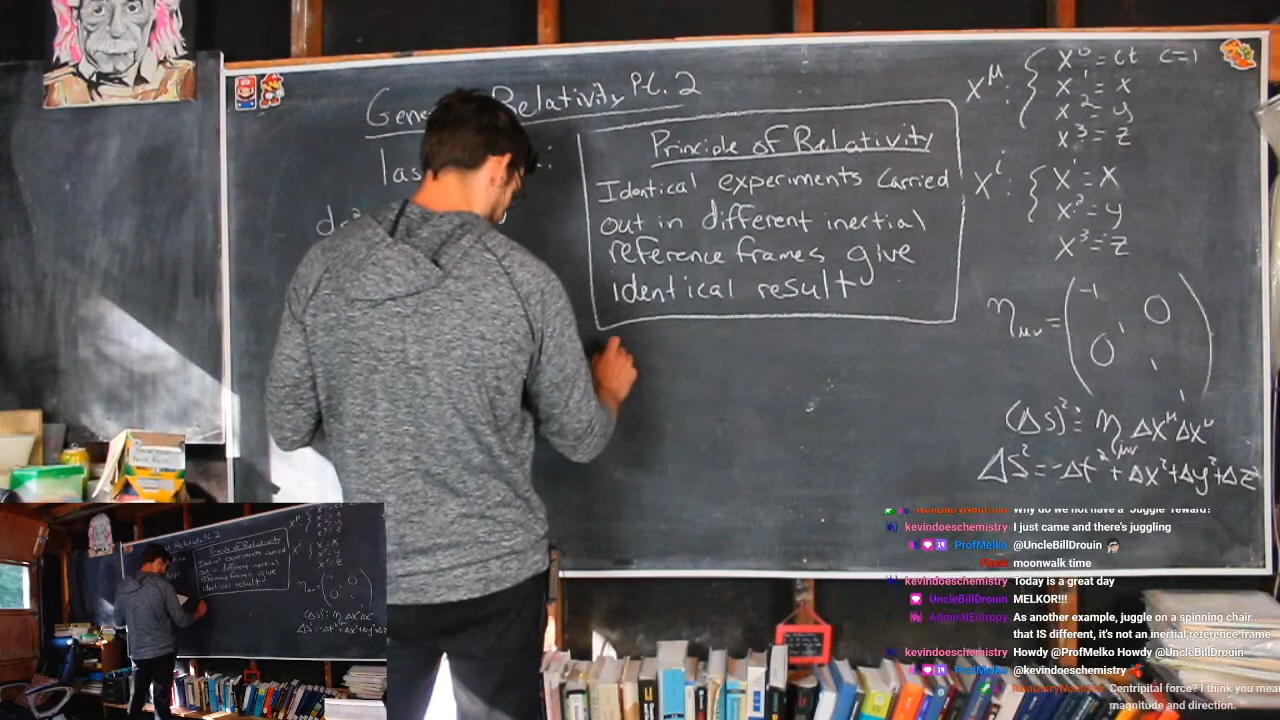 General Relativity Pt. 2
las
Principle of Relativity
Identical experiments carried
out in different inertial
reference frames give
identical result
x^μ: { x^0 = ct c=1
x^1 = x
x^2 = y
x^3 = z
x^i: { x^1 = x
x^2 = y
x^3 = z
η_μν = ( -1 0
1
0 1
1 )
(Δs)^2 = η_μν Δx^μ Δx^ν
Δs^2 = -Δt^2 + Δx^2 + Δy^2 + Δz^2
Why do we not have a "Juggle" reward?
kevindoeschemistry I just came and there's juggling
ProfMelko @UncleBillDrouin
moonwalk time
kevindoeschemistry Today is a great day
UncleBillDrouin MELKOR!!!
AdmiralEntropy As another example, juggle on a spinning chair..
that IS different, it's not an inertial reference frame.
kevindoeschemistry Howdy @ProfMelko Howdy @UncleBillDrouin
ProfMelko @kevindoeschemistry
Centripital force? I think you mean
magnitude and direction.